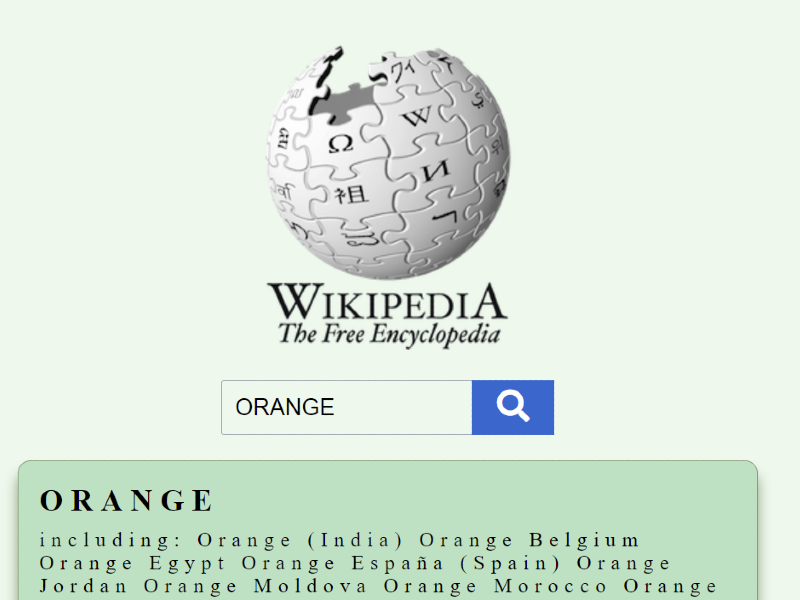 Ω
W
И
祖
WIKIPEDIA
The Free Encyclopedia
ORANGE
ORANGE
including: Orange (India) Orange Belgium
Orange Egypt Orange España (Spain) Orange
Jordan Orange Moldova Orange Morocco Orange